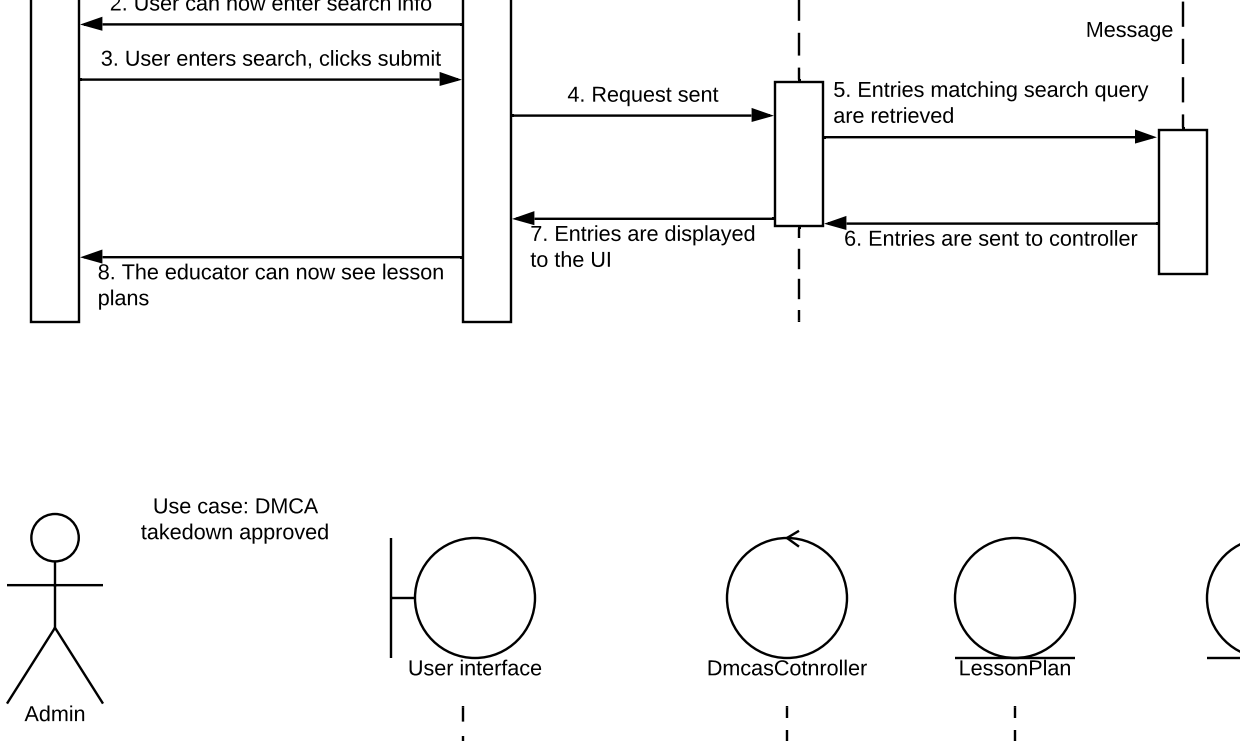 2. User can now enter search info
Message
3. User enters search, clicks submit
4. Request sent
5. Entries matching search query
are retrieved
7. Entries are displayed
to the UI
6. Entries are sent to controller
8. The educator can now see lesson
plans
Use case: DMCA
takedown approved
User interface
DmcasCotnroller
LessonPlan
Admin